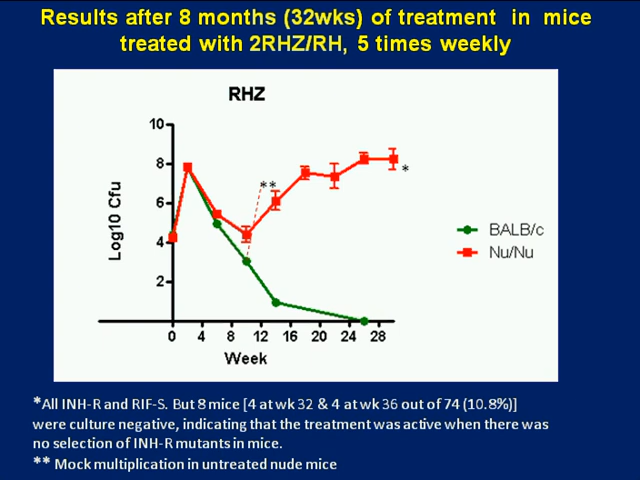 Results after 8 months (32wks) of treatment in mice
treated with 2RHZ/RH, 5 times weekly
RHZ
10
8
6
4
2
Log10 Cfu
**
*
BALB/c
Nu/Nu
0 4 8 12 16 20 24 28
Week
*All INH-R and RIF-S. But 8 mice [4 at wk 32 & 4 at wk 36 out of 74 (10.8%)]
were culture negative, indicating that the treatment was active when there was
no selection of INH-R mutants in mice.
** Mock multiplication in untreated nude mice